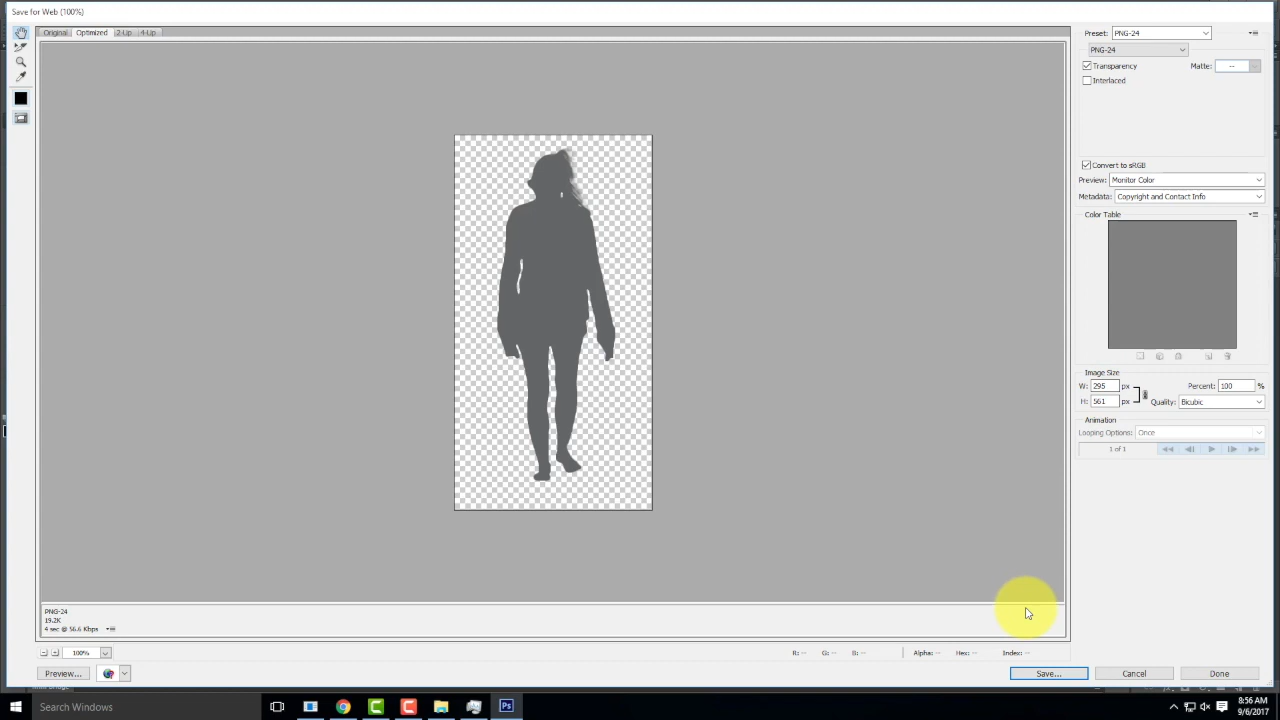 Save for Web (100%)
Original Optimized 2-Up 4-Up
Preset: PNG-24
PNG-24
Transparency Matte: --
Interlaced
Convert to sRGB
Preview: Monitor Color
Metadata: Copyright and Contact Info
Color Table
Image Size
W: 295 px Percent: 100 %
H: 561 px Quality: Bicubic
Animation
Looping Options: Once
1 of 1
PNG-24
19.2K
4 sec @ 56.6 Kbps
100% R: -- G: -- B: -- Alpha: -- Hex: -- Index: --
Preview... Save... Cancel Done
Search Windows
Ps
8:56 AM
9/6/2017